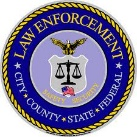 LAW ENFORCEMENT
CITY · COUNTY · STATE · FEDERAL